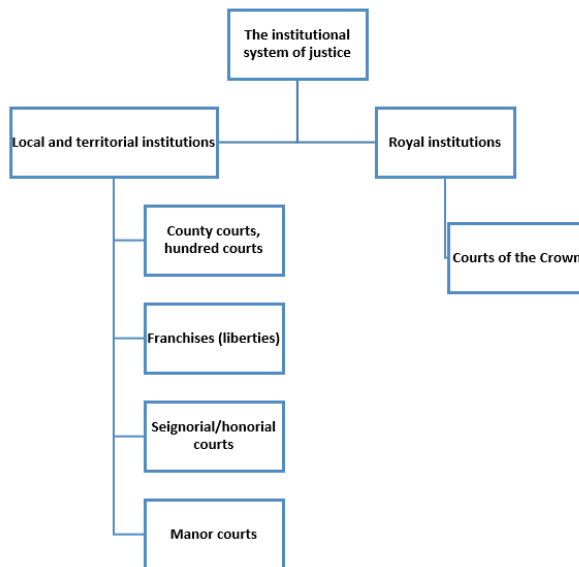 The institutional
system of justice
Local and territorial institutions
Royal institutions
County courts,
hundred courts
Courts of the Crown
Franchises (liberties)
Seignorial/honorial
courts
Manor courts